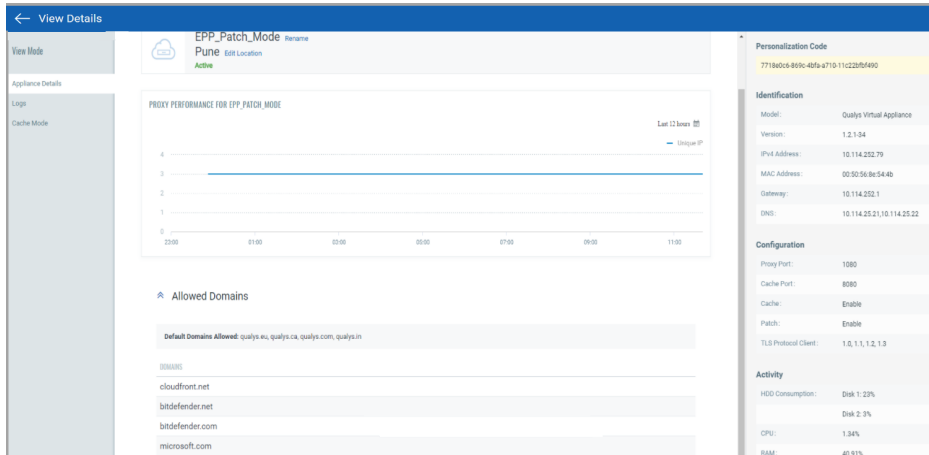 View Details
View Mode
Appliance Details
Logs
Cache Mode
EPP_Patch_Mode Rename
Pune Edit Location
Active
PROXY PERFORMANCE FOR EPP_PATCH_MODE
Last 12 hours
Unique IP
4
3
2
1
0
23:00 01:00 03:00 05:00 07:00 09:00 11:00
Allowed Domains
Default Domains Allowed: qualys.eu, qualys.ca, qualys.com, qualys.in
DOMAINS
cloudfront.net
bitdefender.net
bitdefender.com
microsoft.com
Personalization Code
7718e0c6-869c-4bfa-a710-11c22bfbf490
Identification
Model: Qualys Virtual Appliance
Version: 1.2.1-34
IPv4 Address: 10.114.252.79
MAC Address: 00:50:56:8e:54:4b
Gateway: 10.114.252.1
DNS: 10.114.25.21,10.114.25.22
Configuration
Proxy Port: 1080
Cache Port: 8080
Cache: Enable
Patch: Enable
TLS Protocol Client: 1.0, 1.1, 1.2, 1.3
Activity
HDD Consumption: Disk 1: 23%
Disk 2: 3%
CPU: 1.34%
RAM: 40.91%